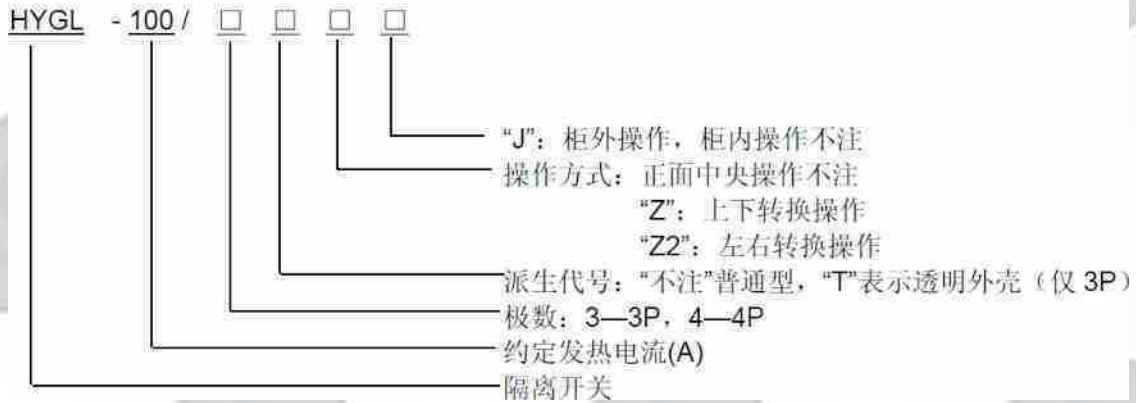 HYGL - 100 / □ □ □ □
“J”：柜外操作，柜内操作不注
操作方式：正面中央操作不注
“Z”：上下转换操作
“Z2”：左右转换操作
派生代号：“不注”普通型，“T”表示透明外壳（仅 3P）
极数：3—3P，4—4P
约定发热电流(A)
隔离开关